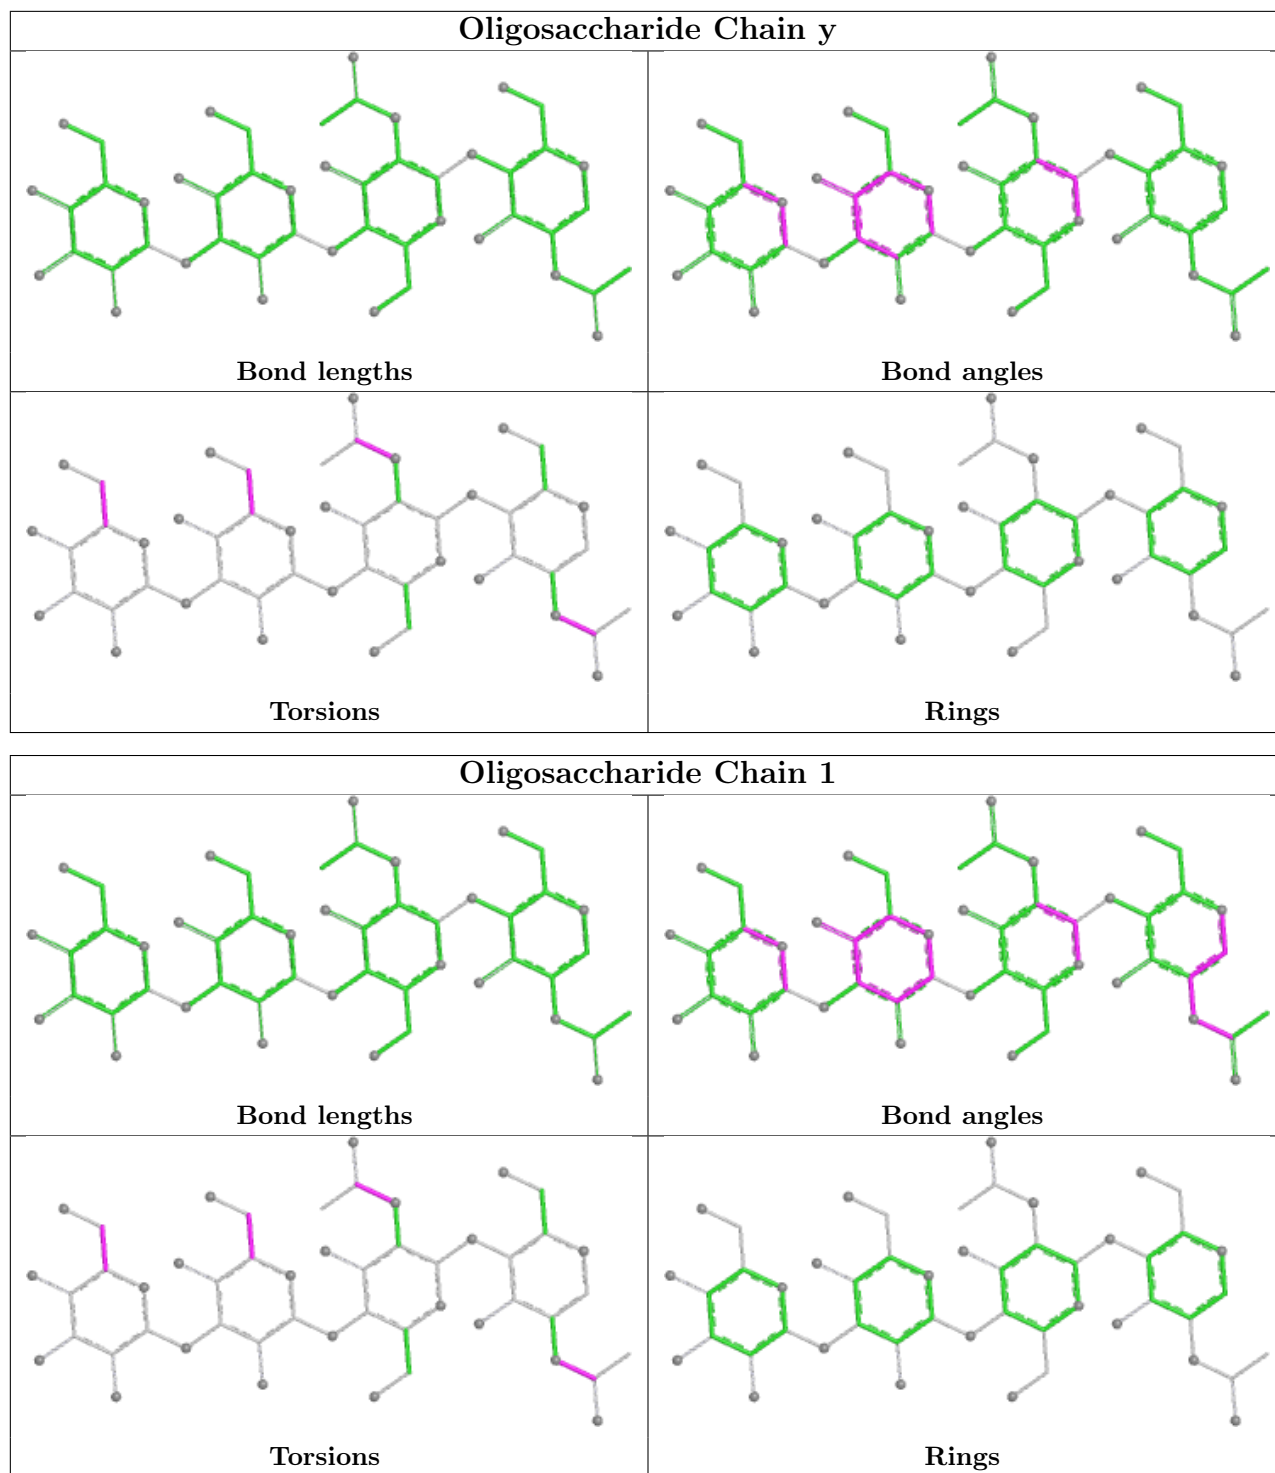 Oligosaccharide Chain y
Bond lengths
Bond angles
Torsions
Rings
Oligosaccharide Chain 1
Bond lengths
Bond angles
Torsions
Rings